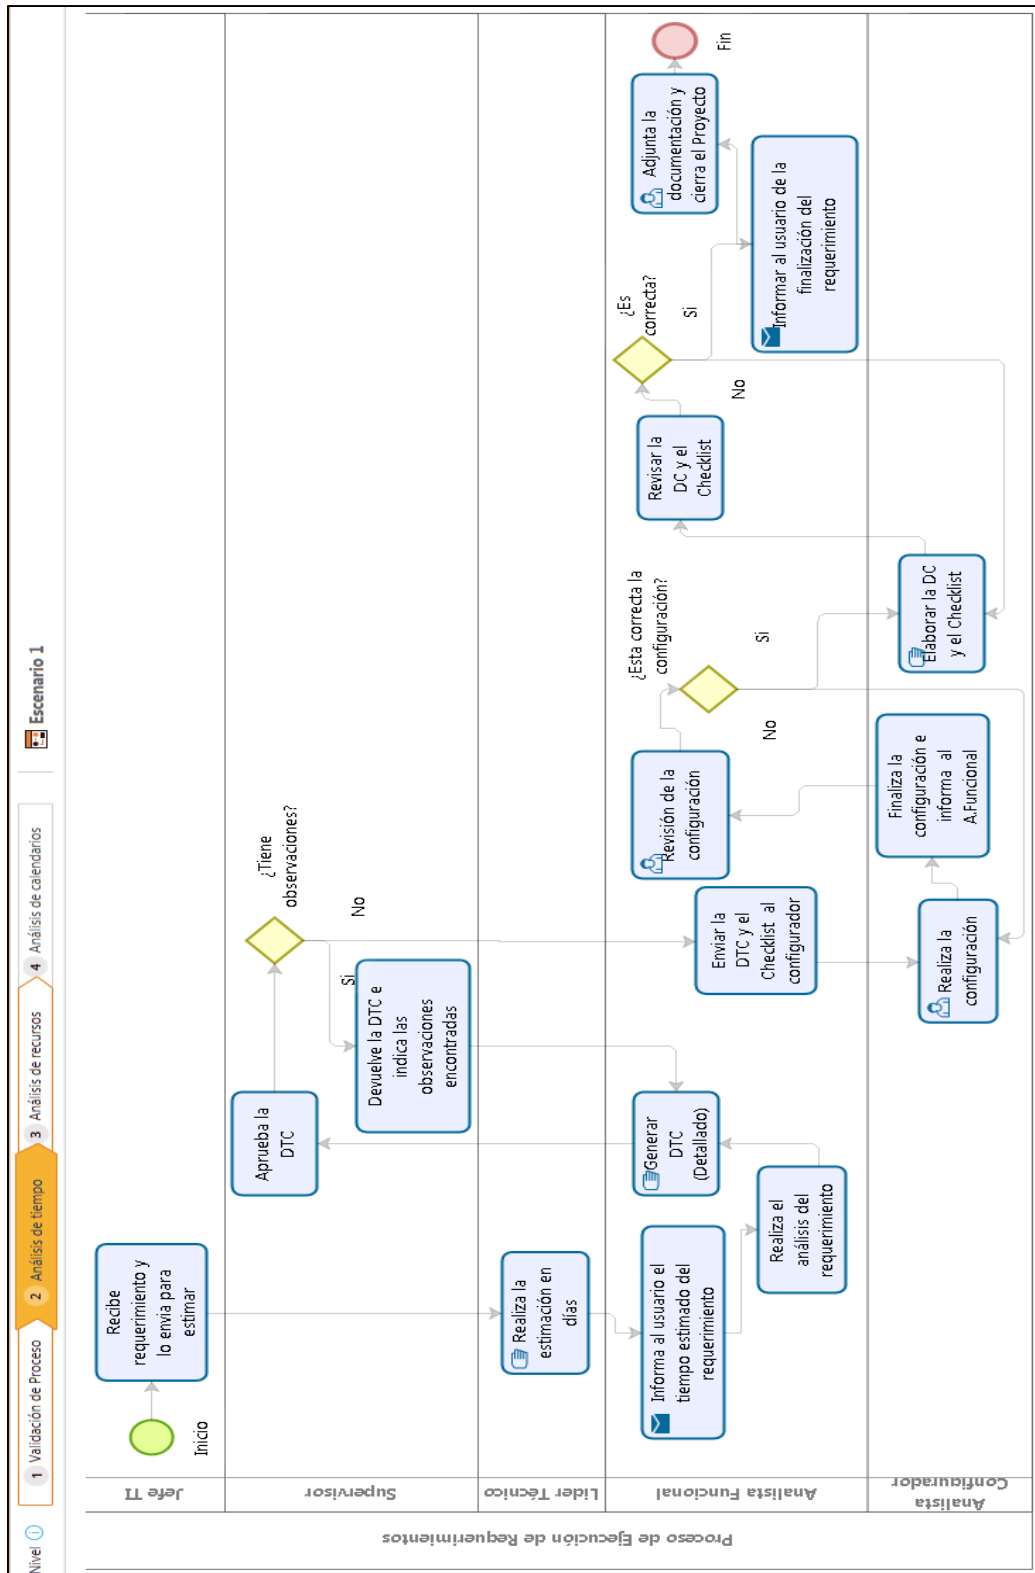 Nivel
1 Validación de Proceso
2 Análisis de tiempo
3 Análisis de recursos
4 Análisis de calendarios
Escenario 1
Proceso de Ejecución de Requerimientos
Jefe TI
Inicio
Recibe
requerimiento y
lo envia para
estimar
Supervisor
Aprueba la
DTC
¿Tiene
observaciones?
Si
No
Devuelve la DTC e
indica las
observaciones
encontradas
Lider Técnico
Realiza la
estimación en
días
Analista Funcional
Informa al usuario el
tiempo estimado del
requerimiento
Realiza el
análisis del
requerimiento
Generar
DTC
(Detallado)
Enviar la
DTC y el
Checklist al
configurador
Revisión de la
configuración
¿Esta correcta la
configuración?
No
Si
Revisar la
DC y el
Checklist
¿Es
correcta?
No
Si
Informar al usuario de la
finalización del
requerimiento
Adjunta la
documentación y
cierra el Proyecto
Fin
Analista
Configurador
Realiza la
configuración
Finaliza la
configuración e
informa al
A.Funcional
Elaborar la DC
y el Checklist